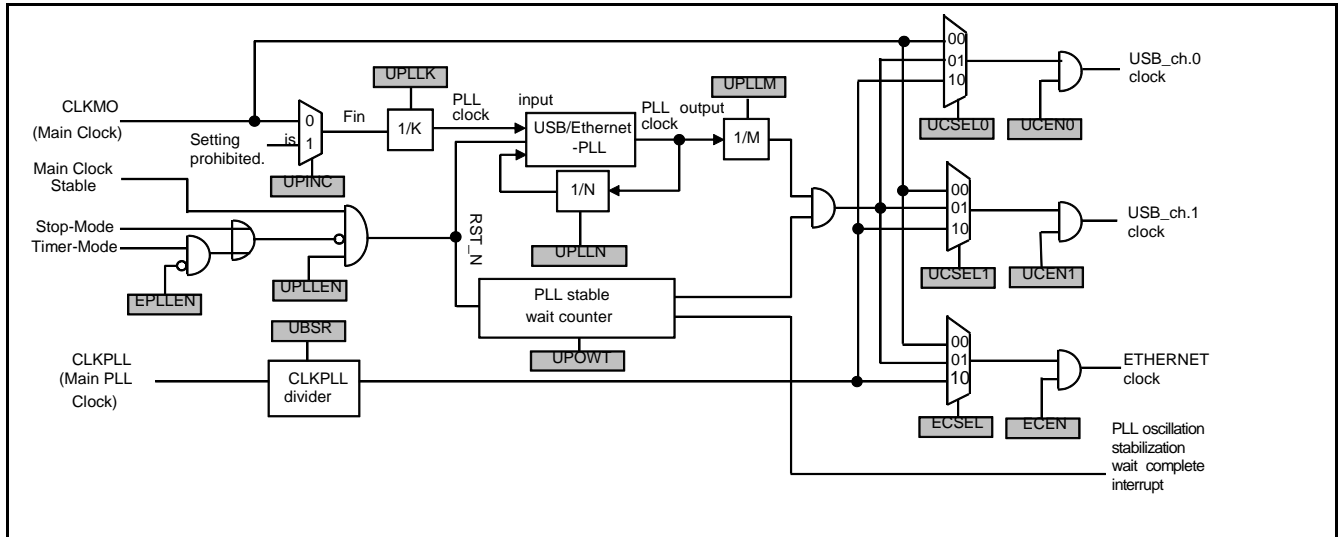 CLKMO
(Main Clock)
Setting is
prohibited.
0
1
UPINC
Fin
UPLLK
1/K
PLL
clock
input
USB/Ethernet
-PLL
PLL output
clock
UPLLM
1/M
1/N
UPLLN
Main Clock
Stable
Stop-Mode
Timer-Mode
EPLLEN
UPLLEN
RST_N
PLL stable
wait counter
UPOWT
CLKPLL
(Main PLL
Clock)
UBSR
CLKPLL
divider
00
01
10
UCSEL0
UCEN0
USB_ch.0
clock
00
01
10
UCSEL1
UCEN1
USB_ch.1
clock
00
01
10
ECSEL
ECEN
ETHERNET
clock
PLL oscillation
stabilization
wait complete
interrupt